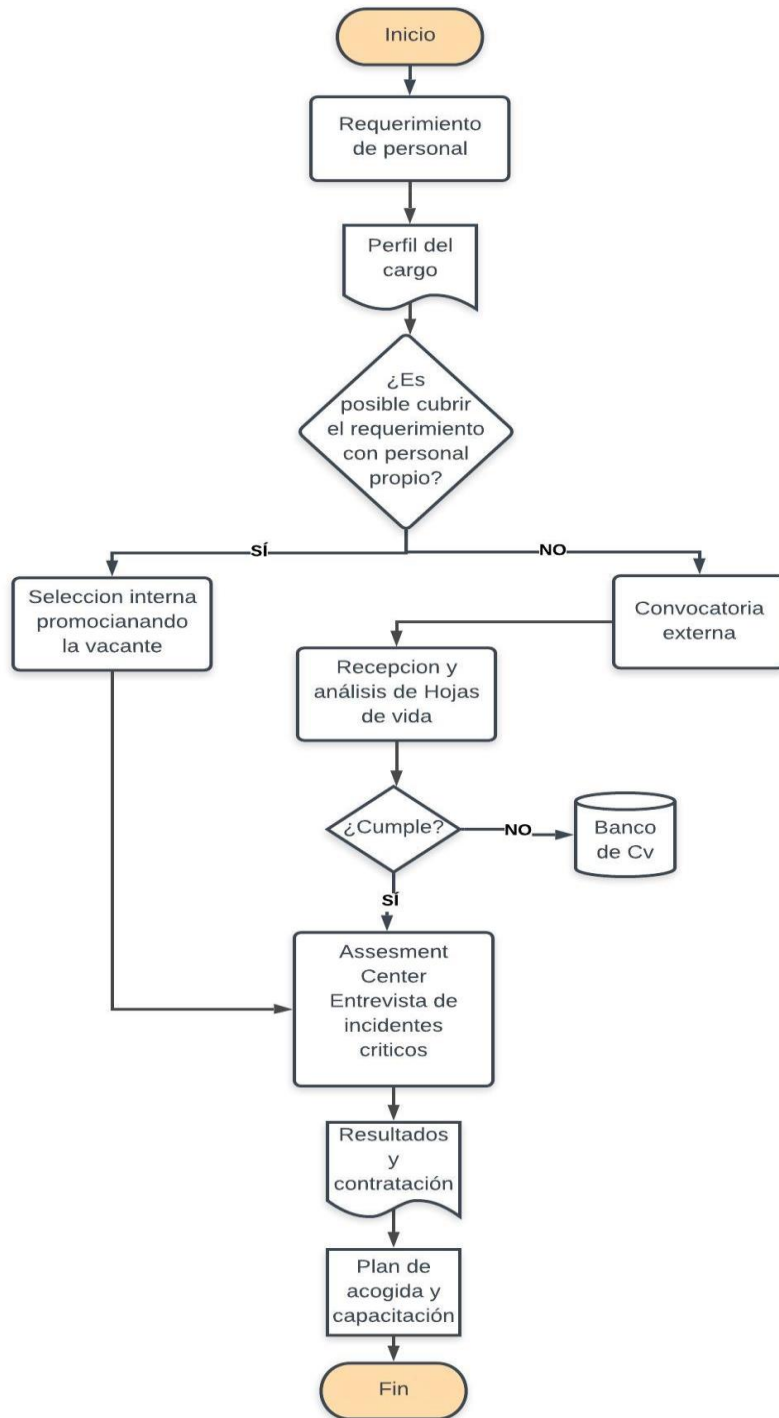 Inicio
Requerimiento
de personal
Perfil del
cargo
¿Es
posible cubrir
el requerimiento
con personal
propio?
SÍ
NO
Seleccion interna
promocianando
la vacante
Convocatoria
externa
Recepcion y
análisis de Hojas
de vida
¿Cumple?
NO
Banco
de Cv
SÍ
Assesment
Center
Entrevista de
incidentes
criticos
Resultados
y
contratación
Plan de
acogida y
capacitación
Fin